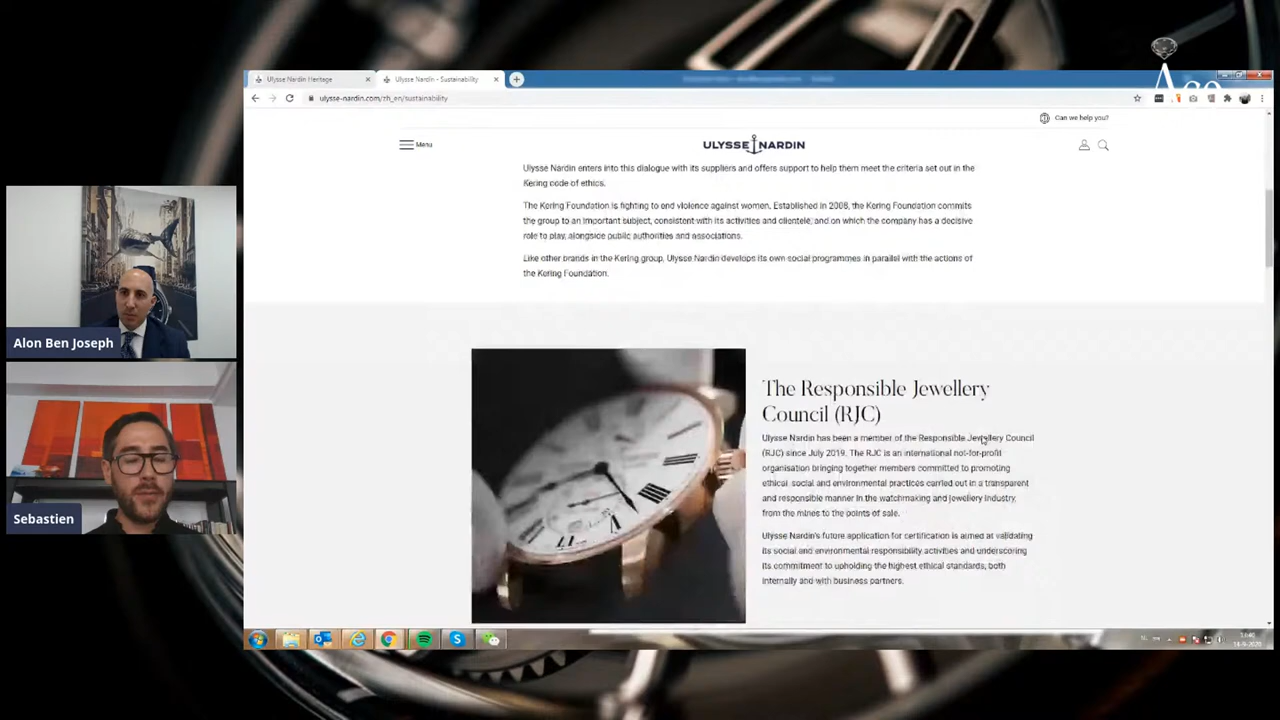 Ace
Ulysse Nardin Heritage
Ulysse Nardin - Sustainability
ulysse-nardin.com/zh_en/sustainability
Can we help you?
Menu
ULYSSE NARDIN
Ulysse Nardin enters into this dialogue with its suppliers and offers support to help them meet the criteria set out in the
Kering code of ethics.
The Kering Foundation is fighting to end violence against women. Established in 2008, the Kering Foundation commits
the group to an important subject, consistent with its activities and clientele, and on which the company has a decisive
role to play, alongside public authorities and associations.
Like other brands in the Kering group, Ulysse Nardin develops its own social programmes in parallel with the actions of
the Kering Foundation.
The Responsible Jewellery
Council (RJC)
Ulysse Nardin has been a member of the Responsible Jewellery Council
(RJC) since July 2019. The RJC is an international not-for-profit
organisation bringing together members committed to promoting
ethical, social and environmental practices carried out in a transparent
and responsible manner in the watchmaking and jewellery industry,
from the mines to the points of sale.
Ulysse Nardin's future application for certification is aimed at validating
its social and environmental responsibility activities and underscoring
its commitment to upholding the highest ethical standards, both
internally and with business partners.
Alon Ben Joseph
Sebastien